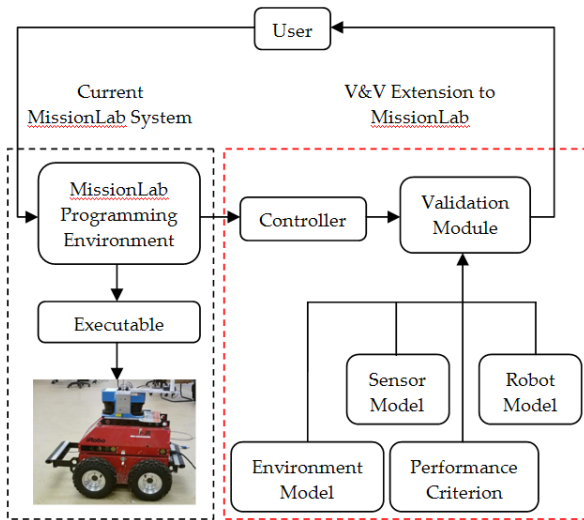 User
Current
MissionLab System
V&V Extension to
MissionLab
MissionLab
Programming
Environment
Controller
Validation
Module
Executable
Sensor
Model
Robot
Model
Environment
Model
Performance
Criterion